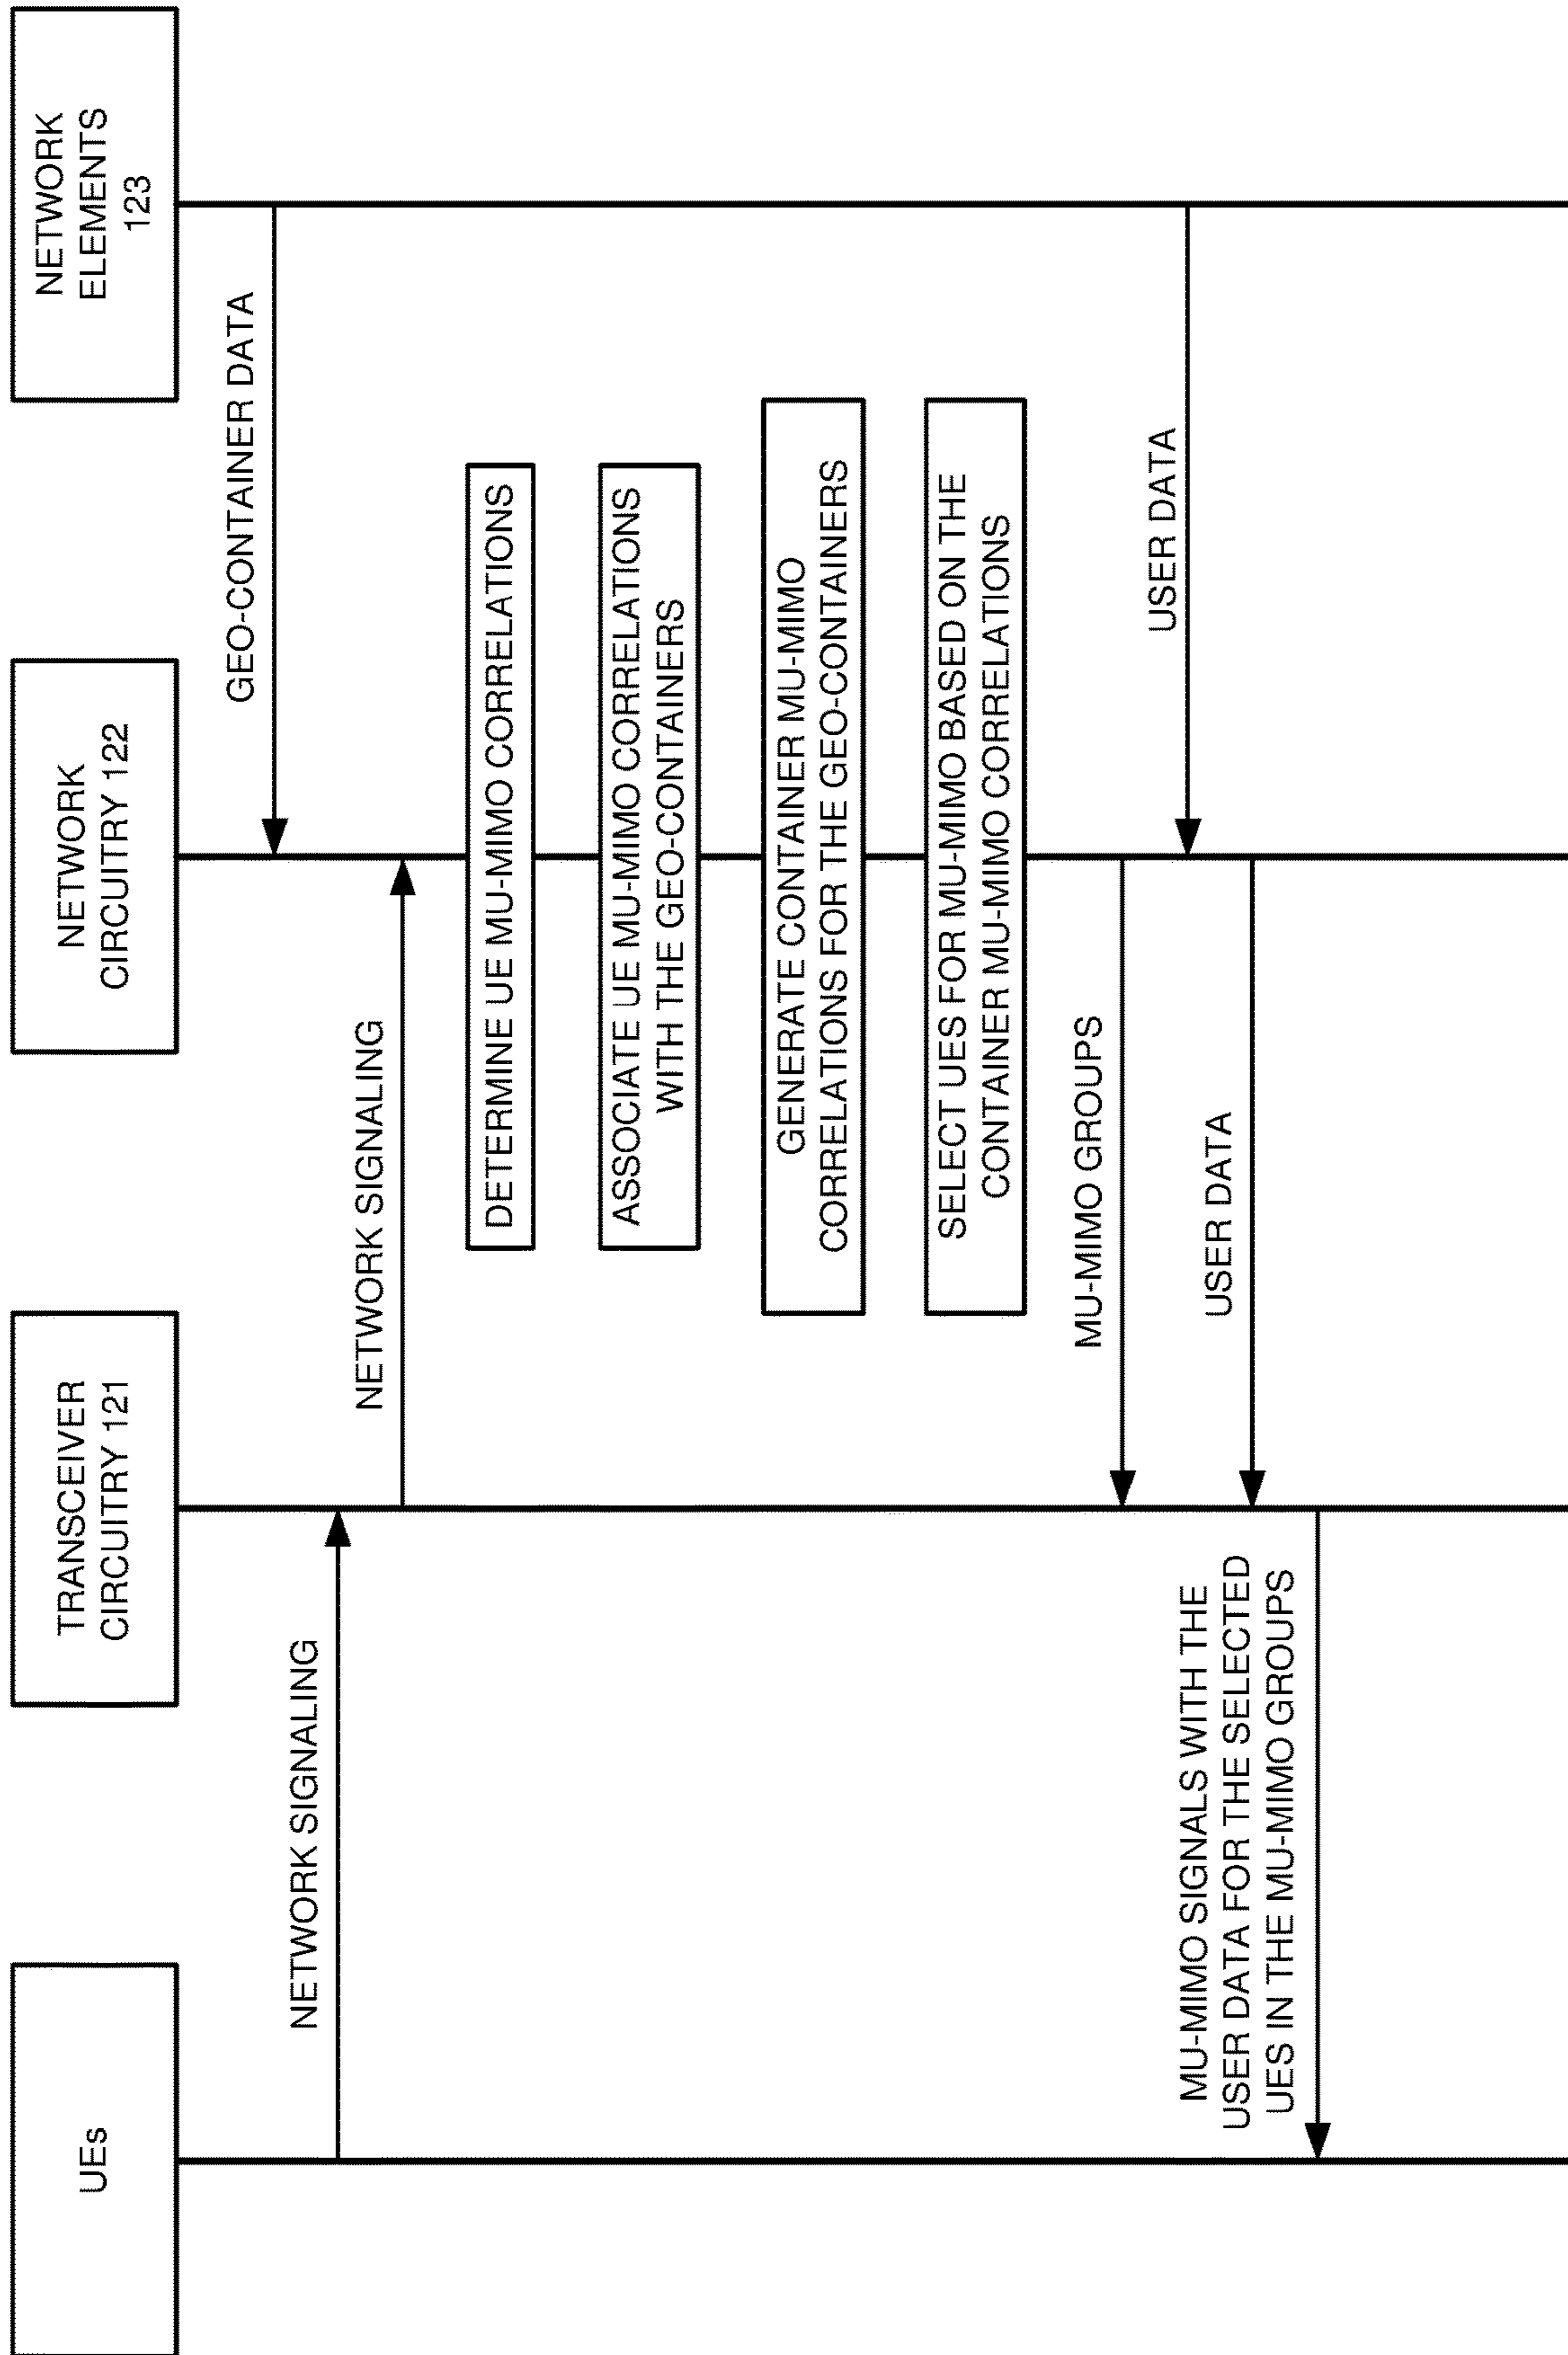 UEs
TRANSCEIVER
CIRCUITRY 121
NETWORK
CIRCUITRY 122
NETWORK
ELEMENTS
123
GEO-CONTAINER DATA
NETWORK SIGNALING
NETWORK SIGNALING
DETERMINE UE MU-MIMO CORRELATIONS
ASSOCIATE UE MU-MIMO CORRELATIONS
WITH THE GEO-CONTAINERS
GENERATE CONTAINER MU-MIMO
CORRELATIONS FOR THE GEO-CONTAINERS
SELECT UES FOR MU-MIMO BASED ON THE
CONTAINER MU-MIMO CORRELATIONS
MU-MIMO GROUPS
USER DATA
USER DATA
MU-MIMO SIGNALS WITH THE
USER DATA FOR THE SELECTED
UES IN THE MU-MIMO GROUPS